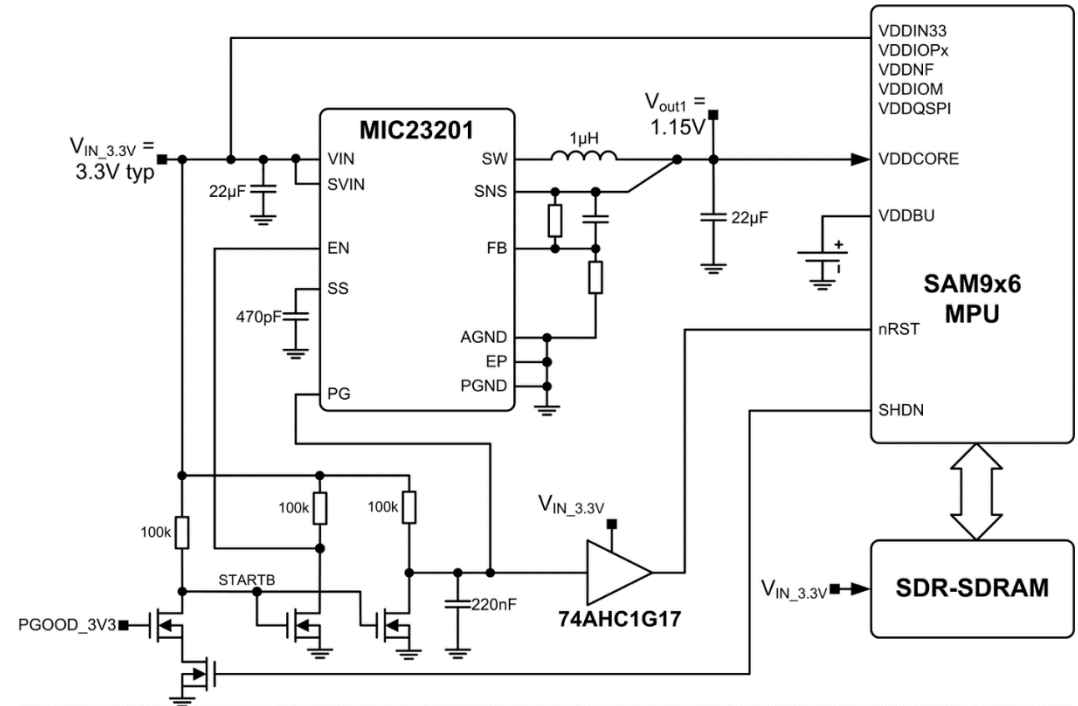 VDDIN33
VDDIOPx
VDDNF
VDDIOM
VDDQSPI
VDDCORE
VDDBU
SAM9x6
MPU
nRST
SHDN
Vout1 =
1.15V
MIC23201
VIN_3.3V =
3.3V typ
VIN
SVIN
EN
SS
PG
SW
SNS
FB
AGND
EP
PGND
1µH
22µF
22µF
+
-
470pF
100k
100k
100k
STARTB
PGOOD_3V3
220nF
VIN_3.3V
74AHC1G17
VIN_3.3V
SDR-SDRAM